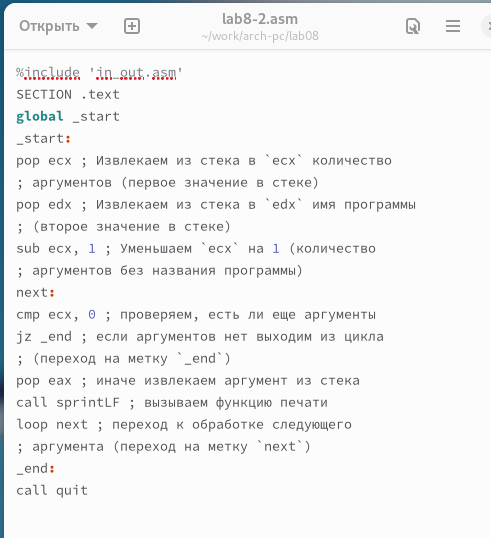 Открыть
lab8-2.asm
~/work/arch-pc/lab08
%include 'in_out.asm'
SECTION .text
global _start
_start:
pop ecx ; Извлекаем из стека в `ecx` количество
; аргументов (первое значение в стеке)
pop edx ; Извлекаем из стека в `edx` имя программы
; (второе значение в стеке)
sub ecx, 1 ; Уменьшаем `ecx` на 1 (количество
; аргументов без названия программы)
next:
cmp ecx, 0 ; проверяем, есть ли еще аргументы
jz _end ; если аргументов нет выходим из цикла
; (переход на метку `_end`)
pop eax ; иначе извлекаем аргумент из стека
call sprintLF ; вызываем функцию печати
loop next ; переход к обработке следующего
; аргумента (переход на метку `next`)
_end:
call quit